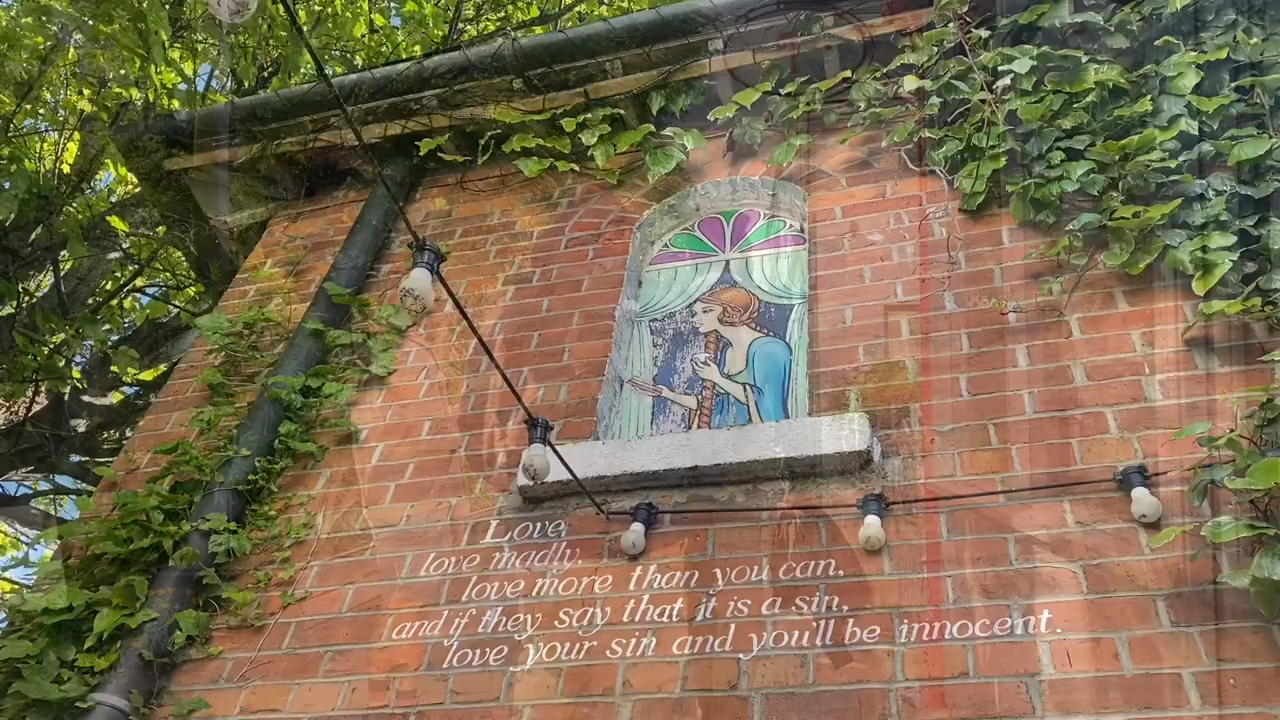 Love,
love madly.
love more than you can,
and if they say that it is a sin,
love your sin and you'll be innocent.